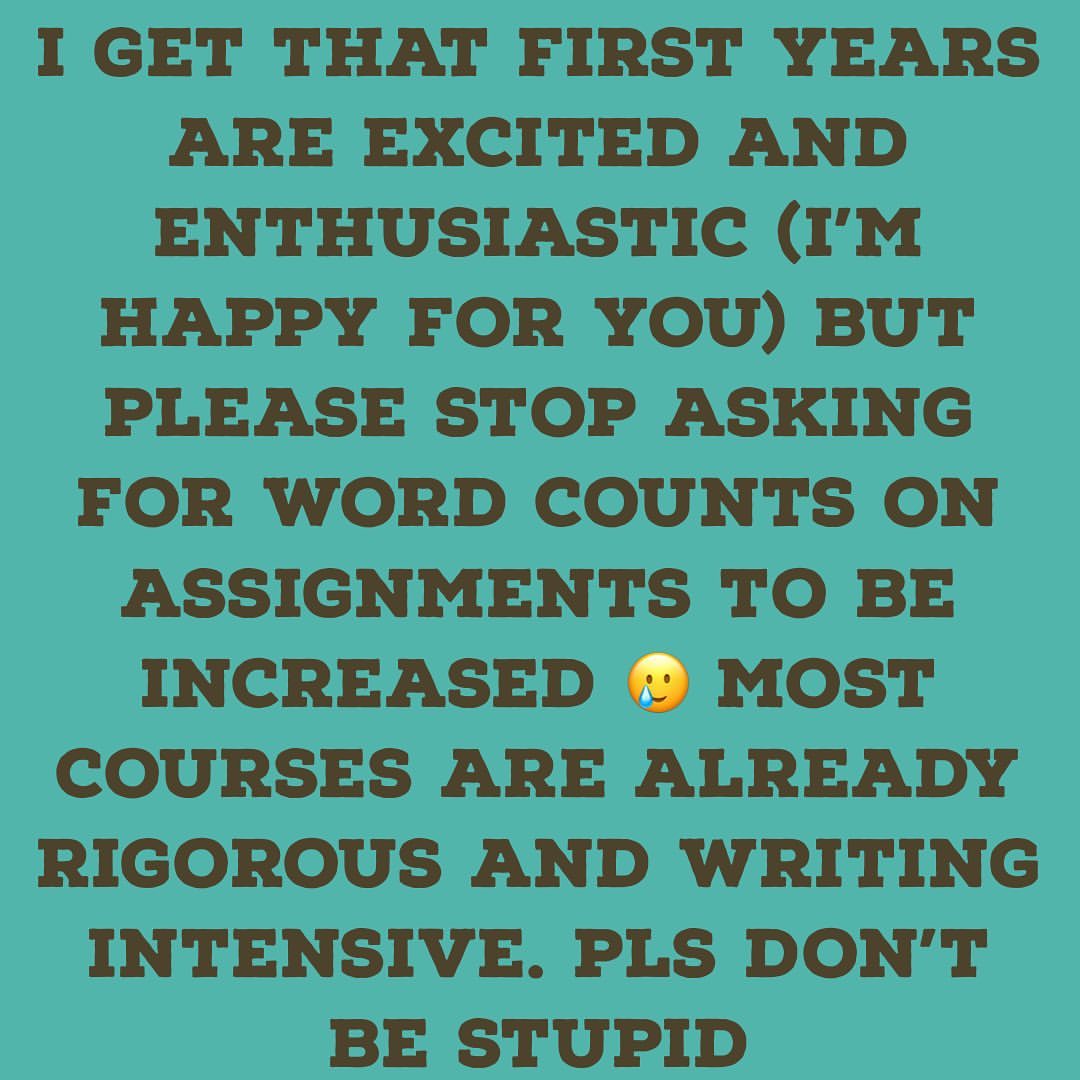 I GET THAT FIRST YEARS
ARE EXCITED AND
ENTHUSIASTIC (I'M
HAPPY FOR YOU) BUT
PLEASE STOP ASKING
FOR WORD COUNTS ON
ASSIGNMENTS TO BE
INCREASED 🥲 MOST
COURSES ARE ALREADY
RIGOROUS AND WRITING
INTENSIVE. PLS DON'T
BE STUPID